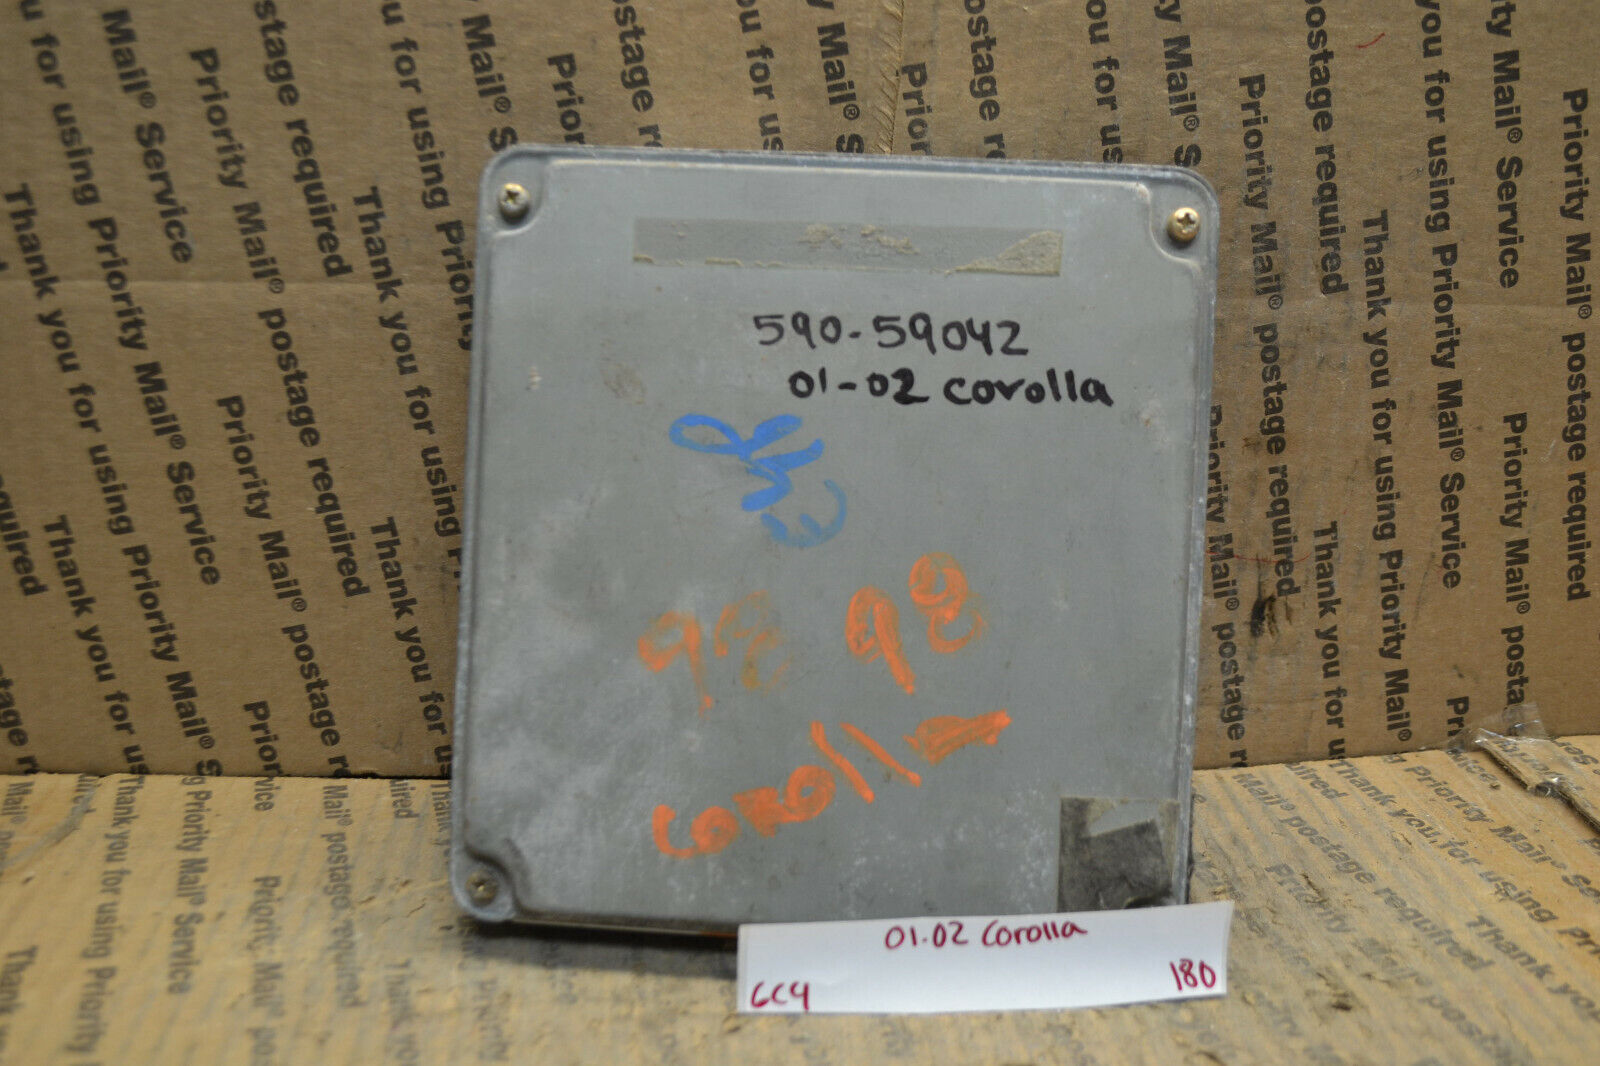 590-59042
01-02 corolla
98 98
corolla
01-02 Corolla
6C4
180
Thank you for using Priority Mail® Service
Priority Mail® postage required